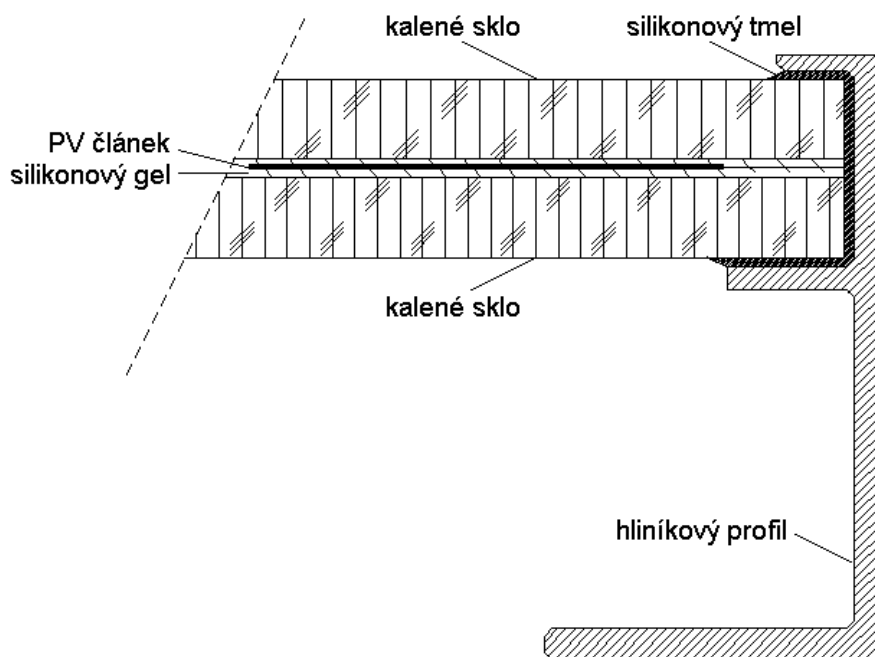 kalené sklo
silikonový tmel
PV článek
silikonový gel
kalené sklo
hliníkový profil